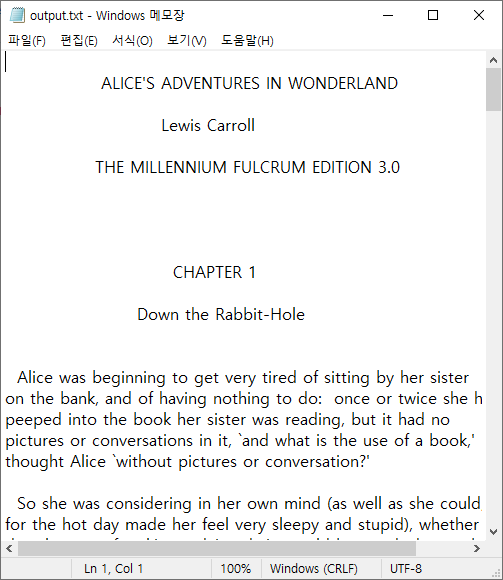 output.txt - Windows 메모장
파일(F) 편집(E) 서식(O) 보기(V) 도움말(H)
ALICE'S ADVENTURES IN WONDERLAND
Lewis Carroll
THE MILLENNIUM FULCRUM EDITION 3.0
CHAPTER 1
Down the Rabbit-Hole
Alice was beginning to get very tired of sitting by her sister
on the bank, and of having nothing to do:  once or twice she h
peeped into the book her sister was reading, but it had no
pictures or conversations in it, `and what is the use of a book,'
thought Alice `without pictures or conversation?'
So she was considering in her own mind (as well as she could
for the hot day made her feel very sleepy and stupid), whether
Ln 1, Col 1 100% Windows (CRLF) UTF-8